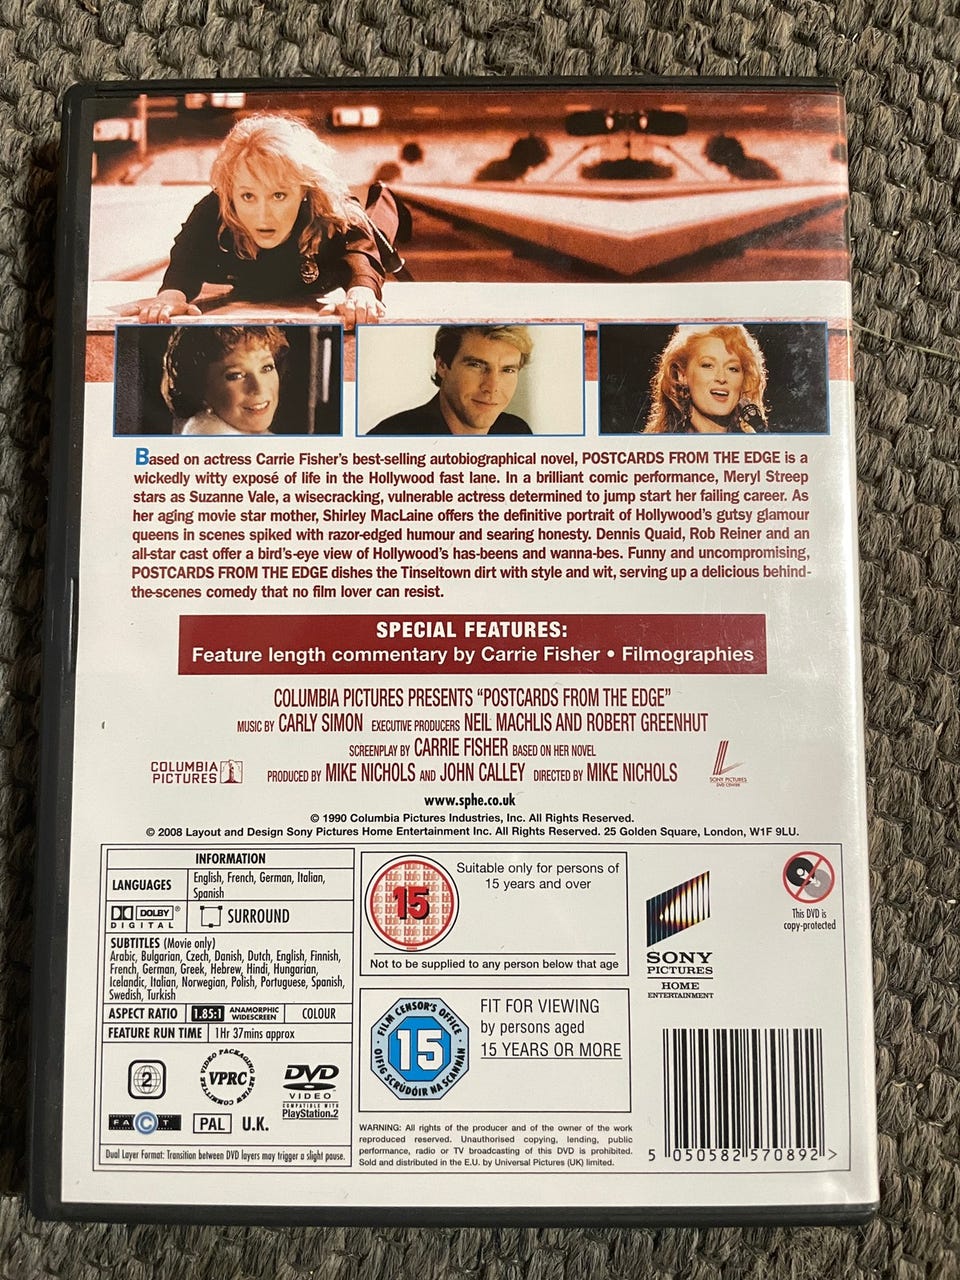 Based on actress Carrie Fisher's best-selling autobiographical novel, POSTCARDS FROM THE EDGE is a
wickedly witty exposé of life in the Hollywood fast lane. In a brilliant comic performance, Meryl Streep
stars as Suzanne Vale, a wisecracking, vulnerable actress determined to jump start her failing career. As
her aging movie star mother, Shirley MacLaine offers the definitive portrait of Hollywood's gutsy glamour
queens in scenes spiked with razor-edged humour and searing honesty. Dennis Quaid, Rob Reiner and an
all-star cast offer a bird's-eye view of Hollywood's has-beens and wanna-bes. Funny and uncompromising,
POSTCARDS FROM THE EDGE dishes the Tinseltown dirt with style and wit, serving up a delicious behind-
the-scenes comedy that no film lover can resist.
SPECIAL FEATURES:
Feature length commentary by Carrie Fisher • Filmographies
COLUMBIA PICTURES PRESENTS "POSTCARDS FROM THE EDGE"
MUSIC BY CARLY SIMON EXECUTIVE PRODUCERS NEIL MACHLIS AND ROBERT GREENHUT
SCREENPLAY BY CARRIE FISHER BASED ON HER NOVEL
PRODUCED BY MIKE NICHOLS AND JOHN CALLEY DIRECTED BY MIKE NICHOLS
COLUMBIA
PICTURES
SONY PICTURES
DVD CENTER
www.sphe.co.uk
© 1990 Columbia Pictures Industries, Inc. All Rights Reserved.
© 2008 Layout and Design Sony Pictures Home Entertainment Inc. All Rights Reserved. 25 Golden Square, London, W1F 9LU.
INFORMATION
LANGUAGES
English, French, German, Italian,
Spanish
DOLBY
DIGITAL
SURROUND
SUBTITLES (Movie only)
Arabic, Bulgarian, Czech, Danish, Dutch, English, Finnish,
French, German, Greek, Hebrew, Hindi, Hungarian,
Icelandic, Italian, Norwegian, Polish, Portuguese, Spanish,
Swedish, Turkish
ASPECT RATIO 1.85:1 ANAMORPHIC WIDESCREEN COLOUR
FEATURE RUN TIME 1Hr 37mins approx
2
VIDEO PACKAGING REVIEW COMMITTEE
VPRC
DVD
VIDEO
COMPATIBLE WITH
PlayStation.2
FACT
PAL U.K.
Dual Layer Format: Transition between DVD layers may trigger a slight pause.
15
Suitable only for persons of
15 years and over
Not to be supplied to any person below that age
FILM CENSOR'S OFFICE
15
OIFIG SCRÚDÓIR NA SCANNÁN
FIT FOR VIEWING
by persons aged
15 YEARS OR MORE
WARNING: All rights of the producer and of the owner of the work
reproduced reserved. Unauthorised copying, lending, public
performance, radio or TV broadcasting of this DVD is prohibited.
Sold and distributed in the E.U. by Universal Pictures (UK) limited.
SONY
PICTURES
HOME
ENTERTAINMENT
This DVD is
copy-protected
5 050582 570892 >